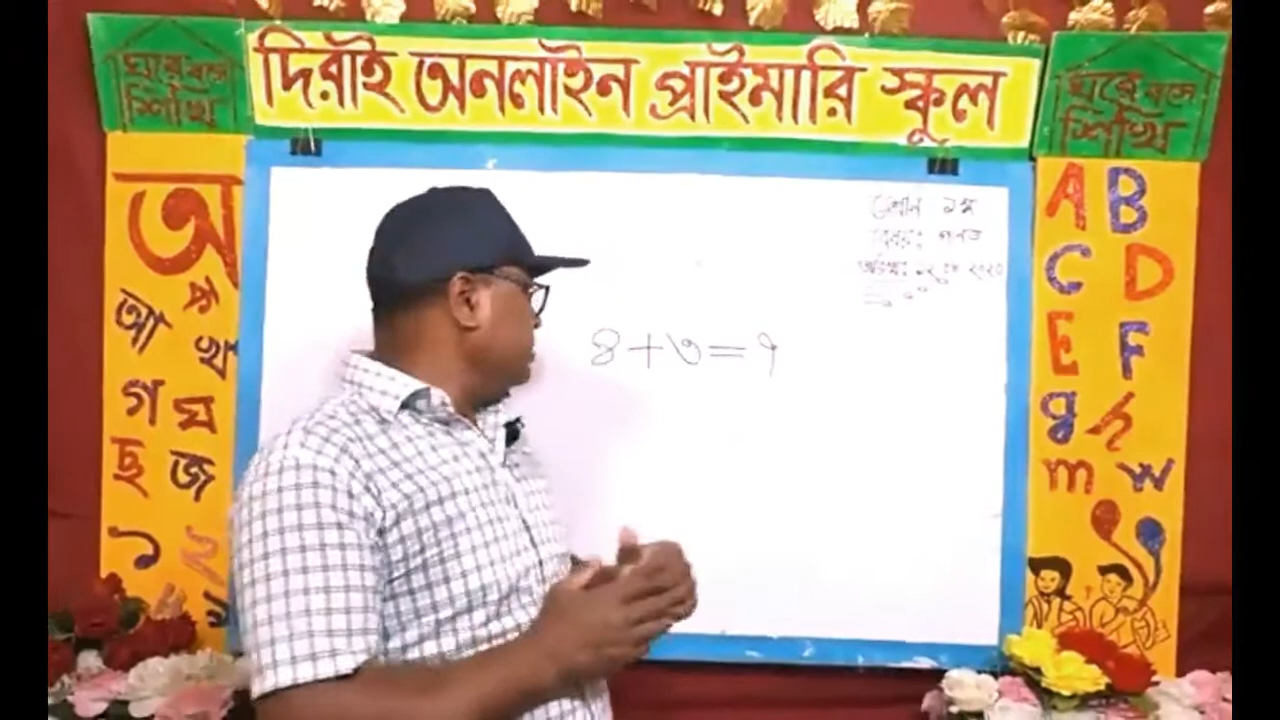 ঘরে বসে
শিখি
দিরাই অনলাইন প্রাইমারি স্কুল
ঘরে বসে
শিখি
অ
ক
আ খ
গ ঘ
ছ জ
১ ২
৪+৩=৭
A B
C D
E F
g h
m w